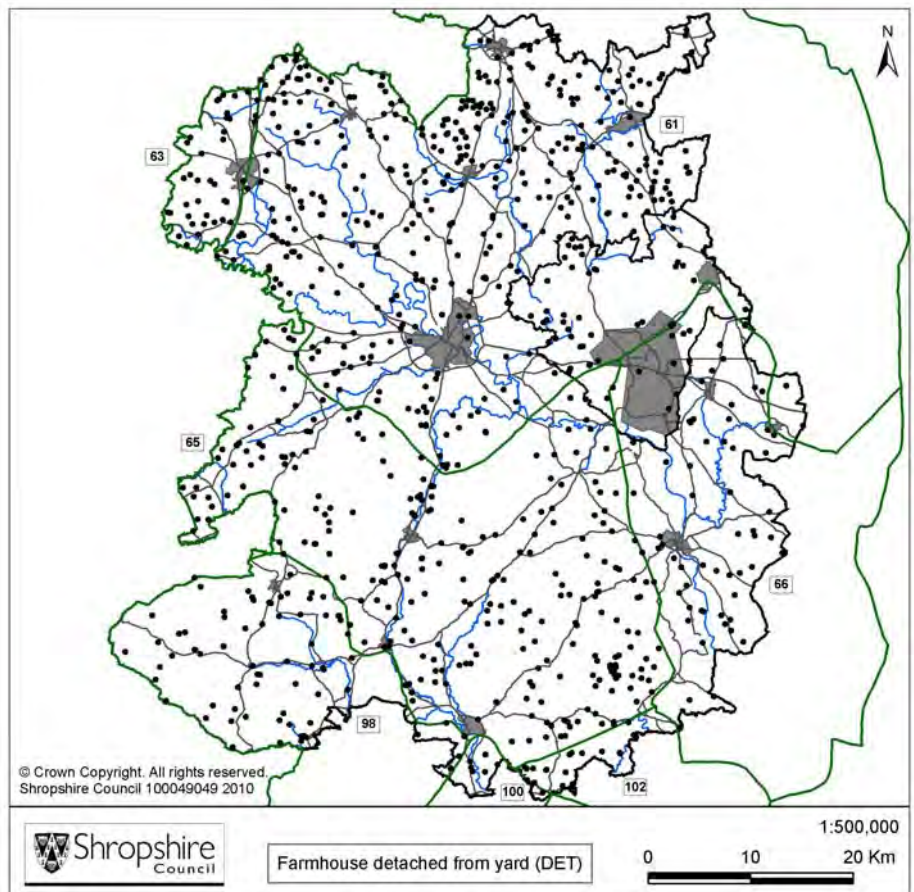 N
61
63
65
66
98
100
102
© Crown Copyright. All rights reserved.
Shropshire Council 100049049 2010
Shropshire
Council
Farmhouse detached from yard (DET)
1:500,000
0 10 20 Km